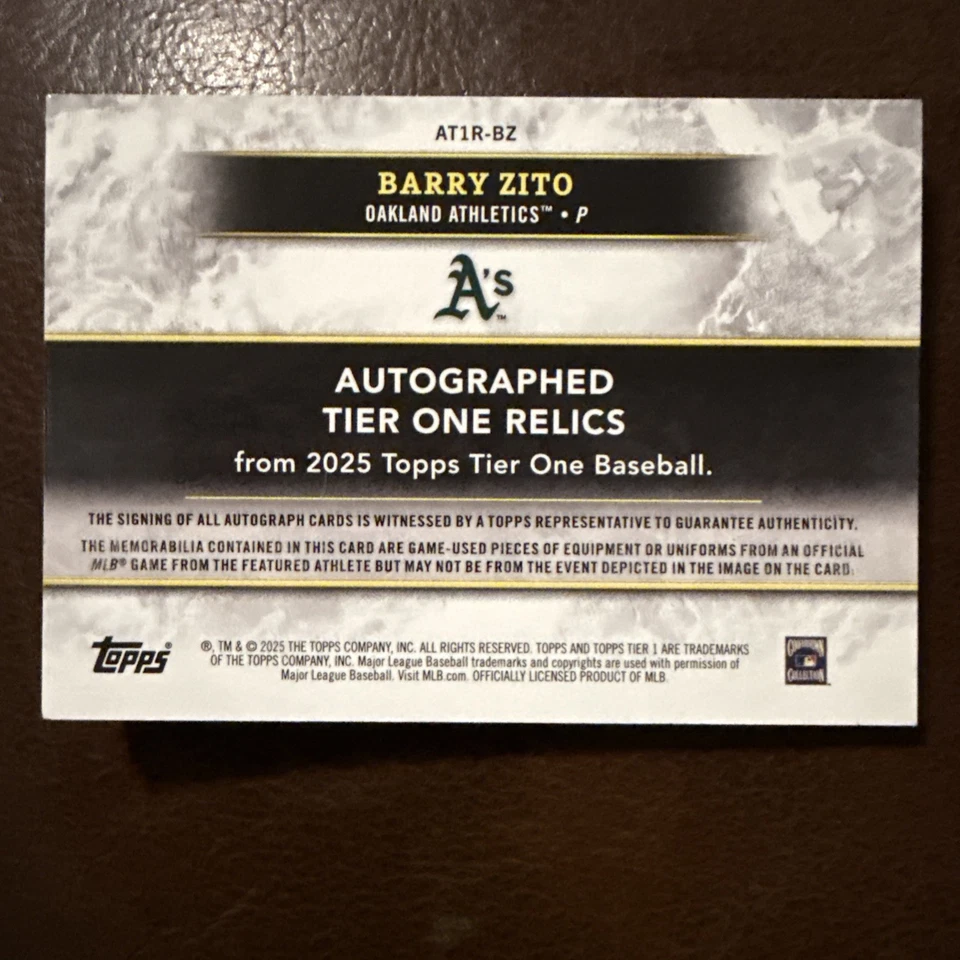 AT1R-BZ
BARRY ZITO
OAKLAND ATHLETICS™ • P
A's™
AUTOGRAPHED
TIER ONE RELICS
from 2025 Topps Tier One Baseball.
THE SIGNING OF ALL AUTOGRAPH CARDS IS WITNESSED BY A TOPPS REPRESENTATIVE TO GUARANTEE AUTHENTICITY.
THE MEMORABILIA CONTAINED IN THIS CARD ARE GAME-USED PIECES OF EQUIPMENT OR UNIFORMS FROM AN OFFICIAL
MLB® GAME FROM THE FEATURED ATHLETE BUT MAY NOT BE FROM THE EVENT DEPICTED IN THE IMAGE ON THE CARD.
Topps®
®, TM & © 2025 THE TOPPS COMPANY, INC. ALL RIGHTS RESERVED. TOPPS AND TOPPS TIER 1 ARE TRADEMARKS
OF THE TOPPS COMPANY, INC. Major League Baseball trademarks and copyrights are used with permission of
Major League Baseball. Visit MLB.com. OFFICIALLY LICENSED PRODUCT OF MLB.
COOPERSTOWN
COLLECTION